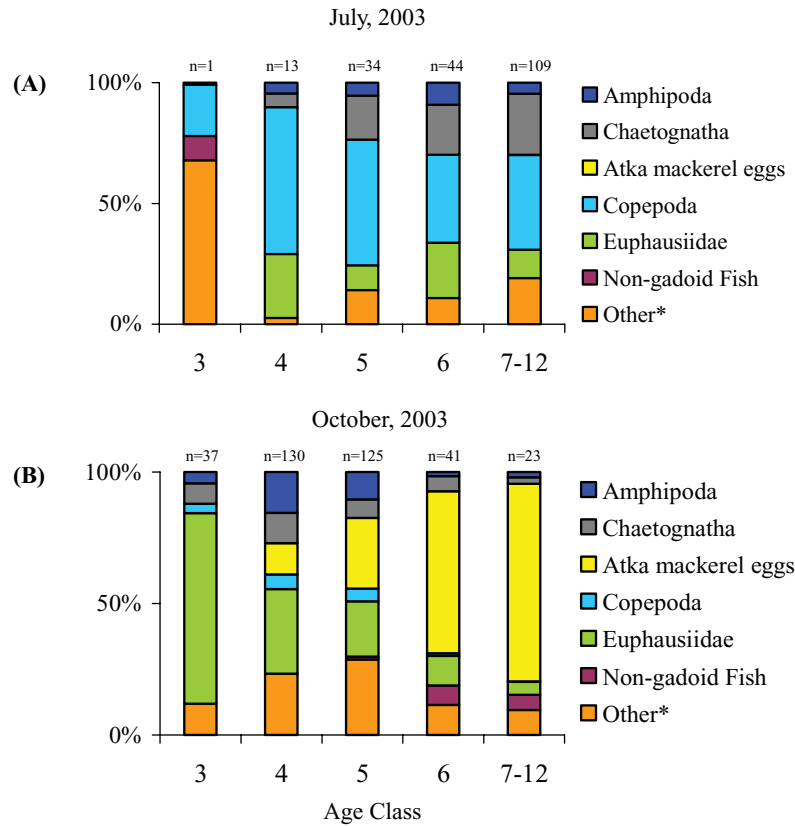 July, 2003
(A)
n=1 n=13 n=34 n=44 n=109
100%
50%
0%
Amphipoda
Chaetognatha
Atka mackerel eggs
Copepoda
Euphausiidae
Non-gadoid Fish
Other*
3 4 5 6 7-12
October, 2003
(B)
n=37 n=130 n=125 n=41 n=23
100%
50%
0%
Amphipoda
Chaetognatha
Atka mackerel eggs
Copepoda
Euphausiidae
Non-gadoid Fish
Other*
3 4 5 6 7-12
Age Class